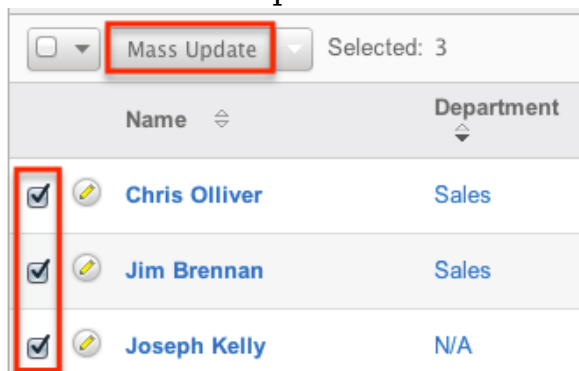 Mass Update Selected: 3
Name Department
Chris Olliver Sales
Jim Brennan Sales
Joseph Kelly N/A